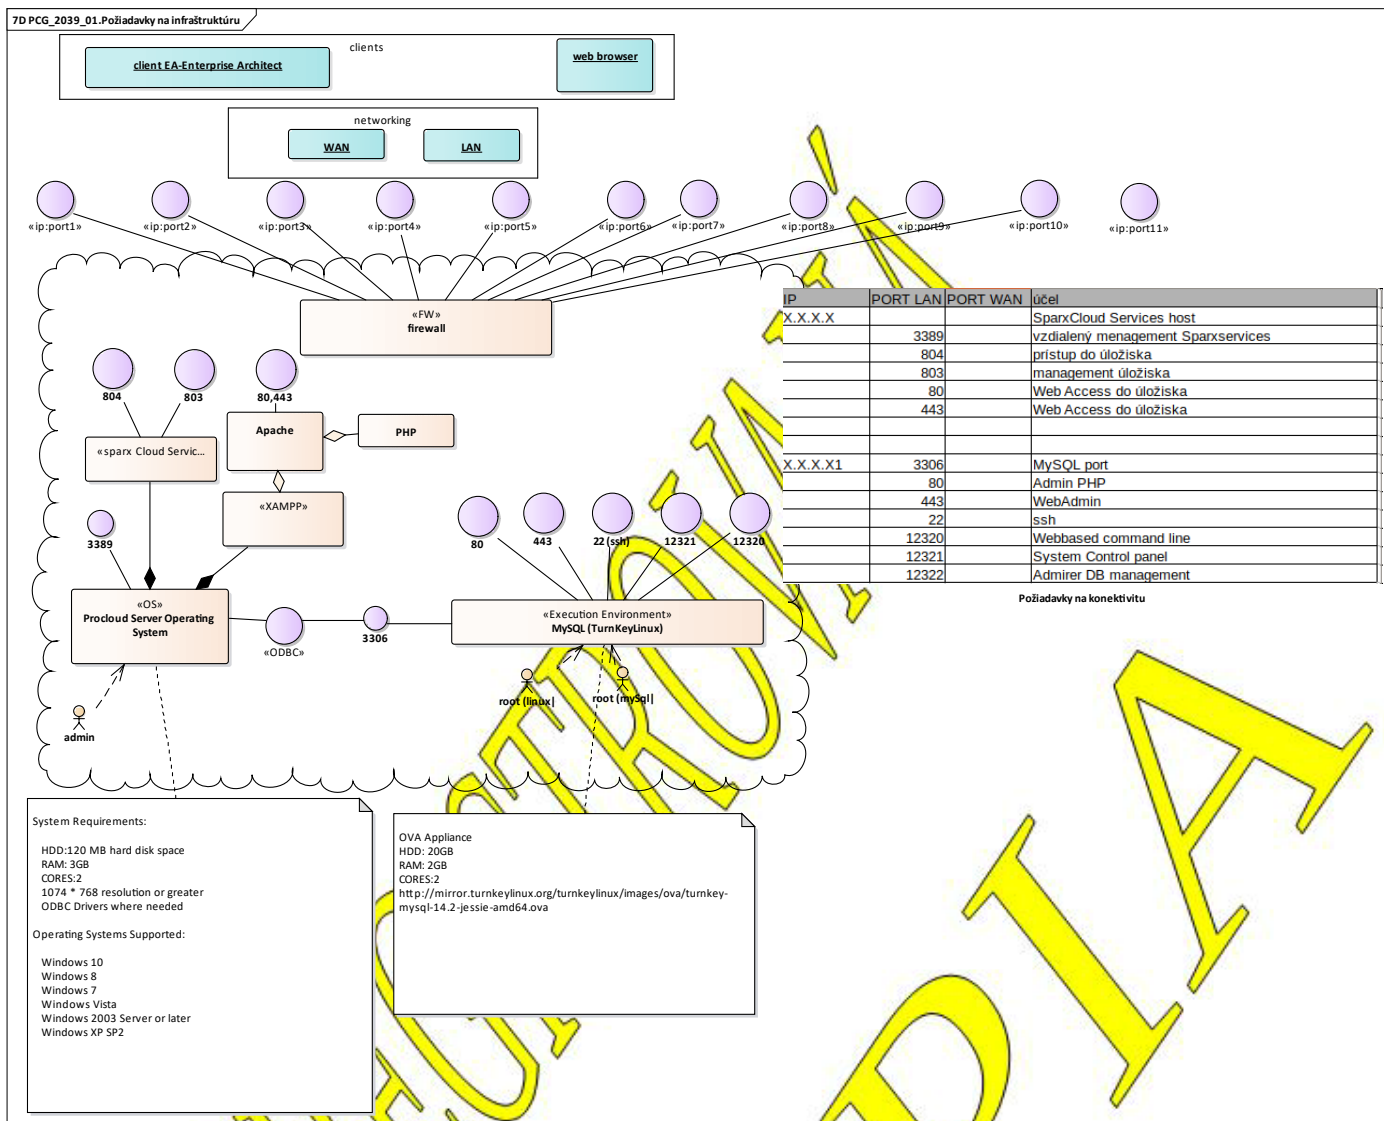 7D PCG_2039_01.Požiadavky na infraštruktúru
clients
client EA-Enterprise Architect
web browser
networking
WAN
LAN
«ip:port1»
«ip:port2»
«ip:port3»
«ip:port4»
«ip:port5»
«ip:port6»
«ip:port7»
«ip:port8»
«ip:port9»
«ip:port10»
«ip:port11»
«FW»
firewall
IP PORT LAN PORT WAN účel
X.X.X.X SparxCloud Services host
3389 vzdialený menagement Sparxservices
804 prístup do úložiska
803 management úložiska
80 Web Access do úložiska
443 Web Access do úložiska
X.X.X.X1 3306 MySQL port
80 Admin PHP
443 WebAdmin
22 ssh
12320 Webbased command line
12321 System Control panel
12322 Admirer DB management
Požiadavky na konektivitu
804
803
80,443
«sparx Cloud Servic...
Apache
PHP
«XAMPP»
3389
80
443
22 (ssh)
12321
12320
«OS»
Procloud Server Operating
System
«ODBC»
3306
«Execution Environment»
MySQL (TurnKeyLinux)
root (linux|
root (mySql|
admin
System Requirements:
HDD:120 MB hard disk space
RAM: 3GB
CORES:2
1074 * 768 resolution or greater
ODBC Drivers where needed
Operating Systems Supported:
Windows 10
Windows 8
Windows 7
Windows Vista
Windows 2003 Server or later
Windows XP SP2
OVA Appliance
HDD: 20GB
RAM: 2GB
CORES:2
http://mirror.turnkeylinux.org/turnkeylinux/images/ova/turnkey-
mysql-14.2-jessie-amd64.ova